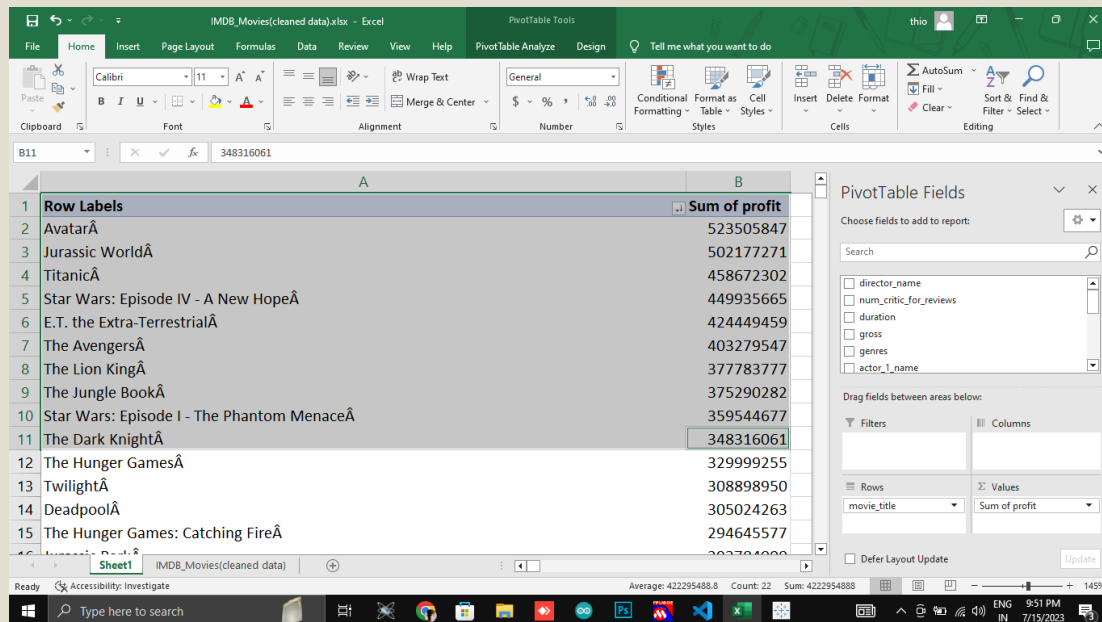 IMDB_Movies(cleaned data).xlsx - Excel
PivotTable Tools
thio
File Home Insert Page Layout Formulas Data Review View Help PivotTable Analyze Design Tell me what you want to do
Paste
Calibri 11 A A
Wrap Text
General
B I U A
Merge & Center
$ % ,
Conditional Formatting
Format as Table
Cell Styles
Insert Delete Format
AutoSum
Fill
Clear
Sort & Filter
Find & Select
Clipboard Font Alignment Number Styles Cells Editing
B11 fx 348316061
A B
1 Row Labels Sum of profit
2 AvatarÂ 523505847
3 Jurassic WorldÂ 502177271
4 TitanicÂ 458672302
5 Star Wars: Episode IV - A New HopeÂ 449935665
6 E.T. the Extra-TerrestrialÂ 424449459
7 The AvengersÂ 403279547
8 The Lion KingÂ 377783777
9 The Jungle BookÂ 375290282
10 Star Wars: Episode I - The Phantom MenaceÂ 359544677
11 The Dark KnightÂ 348316061
12 The Hunger GamesÂ 329999255
13 TwilightÂ 308898950
14 DeadpoolÂ 305024263
15 The Hunger Games: Catching FireÂ 294645577
PivotTable Fields
Choose fields to add to report:
Search
director_name
num_critic_for_reviews
duration
gross
genres
actor_1_name
Drag fields between areas below:
Filters
Columns
Rows
Values
movie_title
Sum of profit
Defer Layout Update
Update
Sheet1 IMDB_Movies(cleaned data)
Ready Accessibility: Investigate Average: 422295488.8 Count: 22 Sum: 4222954888 145%
Type here to search
Ps
ENG
IN
9:51 PM
7/15/2023
3